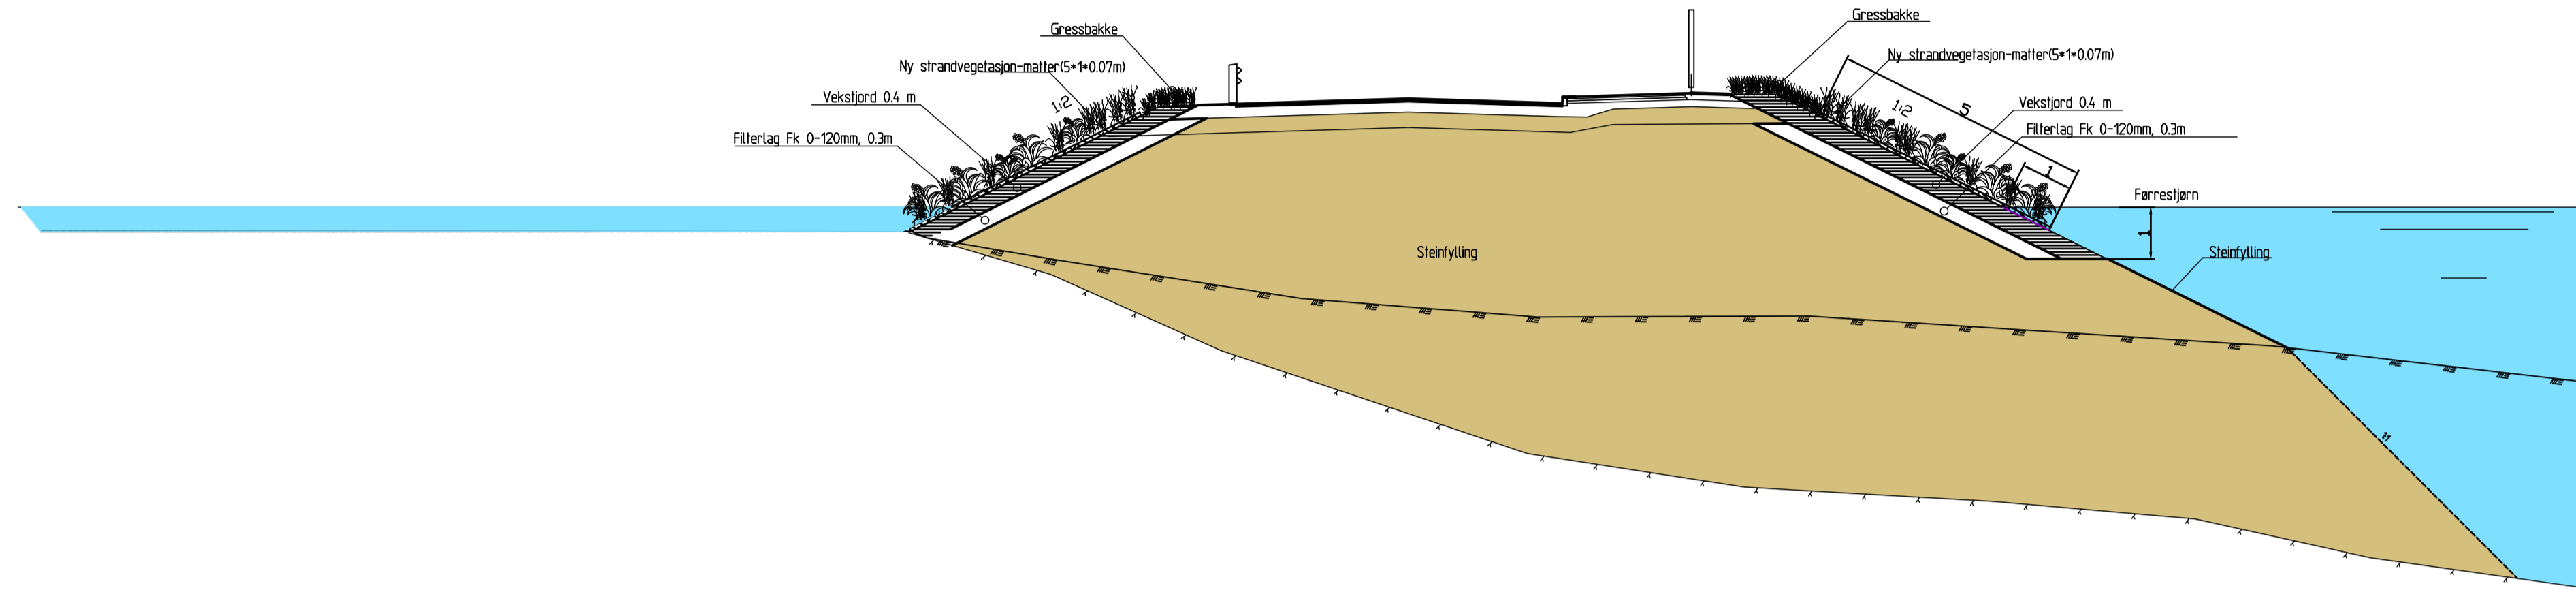 Gressbakke
Ny strandvegetasjon-matter(5*1*0.07m)
Vekstjord 0.4 m
Filterlag Fk 0-120mm, 0.3m
1:2
Gressbakke
Ny strandvegetasjon-matter(5*1*0.07m)
1:2
5
Vekstjord 0.4 m
Filterlag Fk 0-120mm, 0.3m
1
Førrestjørn
1
Steinfylling
Steinfylling
1:1